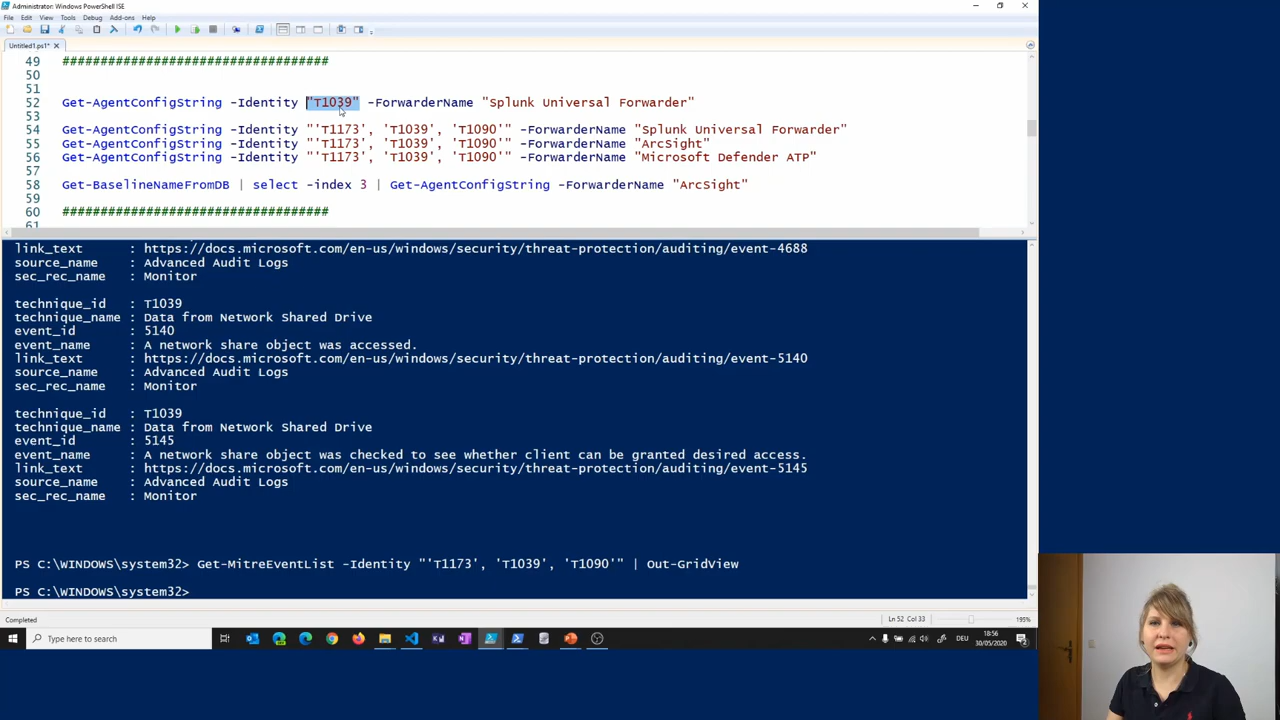 Administrator: Windows PowerShell ISE
File Edit View Tools Debug Add-ons Help
Untitled1.ps1*
49 ###################################
50
51
52 Get-AgentConfigString -Identity "T1039" -ForwarderName "Splunk Universal Forwarder"
53
54 Get-AgentConfigString -Identity "'T1173', 'T1039', 'T1090'" -ForwarderName "Splunk Universal Forwarder"
55 Get-AgentConfigString -Identity "'T1173', 'T1039', 'T1090'" -ForwarderName "ArcSight"
56 Get-AgentConfigString -Identity "'T1173', 'T1039', 'T1090'" -ForwarderName "Microsoft Defender ATP"
57
58 Get-BaselineNameFromDB | select -index 3 | Get-AgentConfigString -ForwarderName "ArcSight"
59
60 ###################################
61
link_text : https://docs.microsoft.com/en-us/windows/security/threat-protection/auditing/event-4688
source_name : Advanced Audit Logs
sec_rec_name : Monitor
technique_id : T1039
technique_name : Data from Network Shared Drive
event_id : 5140
event_name : A network share object was accessed.
link_text : https://docs.microsoft.com/en-us/windows/security/threat-protection/auditing/event-5140
source_name : Advanced Audit Logs
sec_rec_name : Monitor
technique_id : T1039
technique_name : Data from Network Shared Drive
event_id : 5145
event_name : A network share object was checked to see whether client can be granted desired access.
link_text : https://docs.microsoft.com/en-us/windows/security/threat-protection/auditing/event-5145
source_name : Advanced Audit Logs
sec_rec_name : Monitor
PS C:\WINDOWS\system32> Get-MitreEventList -Identity "'T1173', 'T1039', 'T1090'" | Out-GridView
PS C:\WINDOWS\system32>
Completed
Ln 52 Col 33
195%
Type here to search
DEU
18:56
30/05/2020